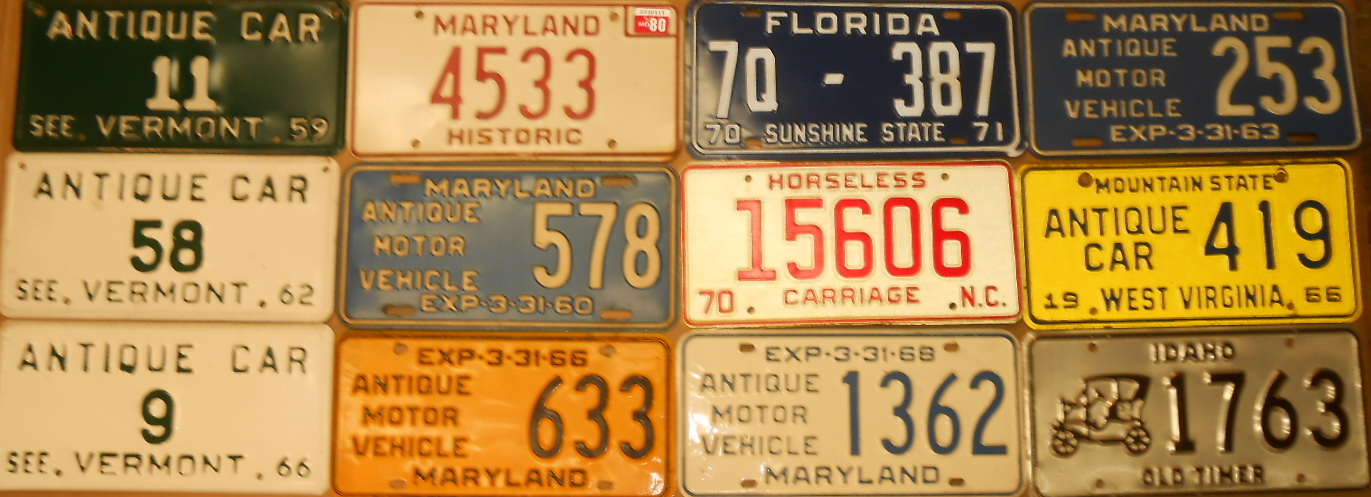 ANTIQUE CAR
11
SEE. VERMONT. 59
MARYLAND
80
4533
HISTORIC
FLORIDA
7Q - 387
70 SUNSHINE STATE 71
MARYLAND
ANTIQUE
MOTOR
VEHICLE
253
EXP-3-31-63
ANTIQUE CAR
58
SEE. VERMONT. 62
MARYLAND
ANTIQUE
MOTOR
VEHICLE
578
EXP-3-31-60
HORSELESS
15606
70 CARRIAGE .N.C.
MOUNTAIN STATE
ANTIQUE
CAR
419
19 . WEST VIRGINIA. 66
ANTIQUE CAR
9
SEE. VERMONT. 66
EXP-3-31-66
ANTIQUE
MOTOR
VEHICLE
633
MARYLAND
EXP-3-31-68
ANTIQUE
MOTOR
VEHICLE
1362
MARYLAND
IDAHO
1763
OLD TIMER